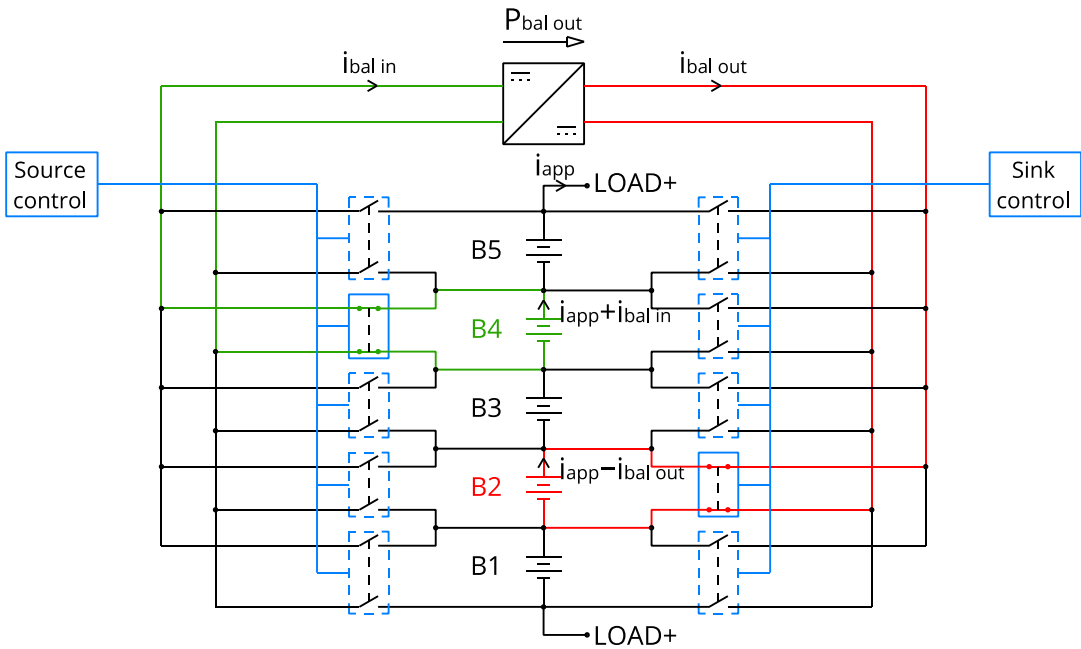 Pbal out
ibal in
ibal out
Source
control
iapp
LOAD+
Sink
control
B5
iapp+ibal in
B4
B3
iapp−ibal out
B2
B1
LOAD+